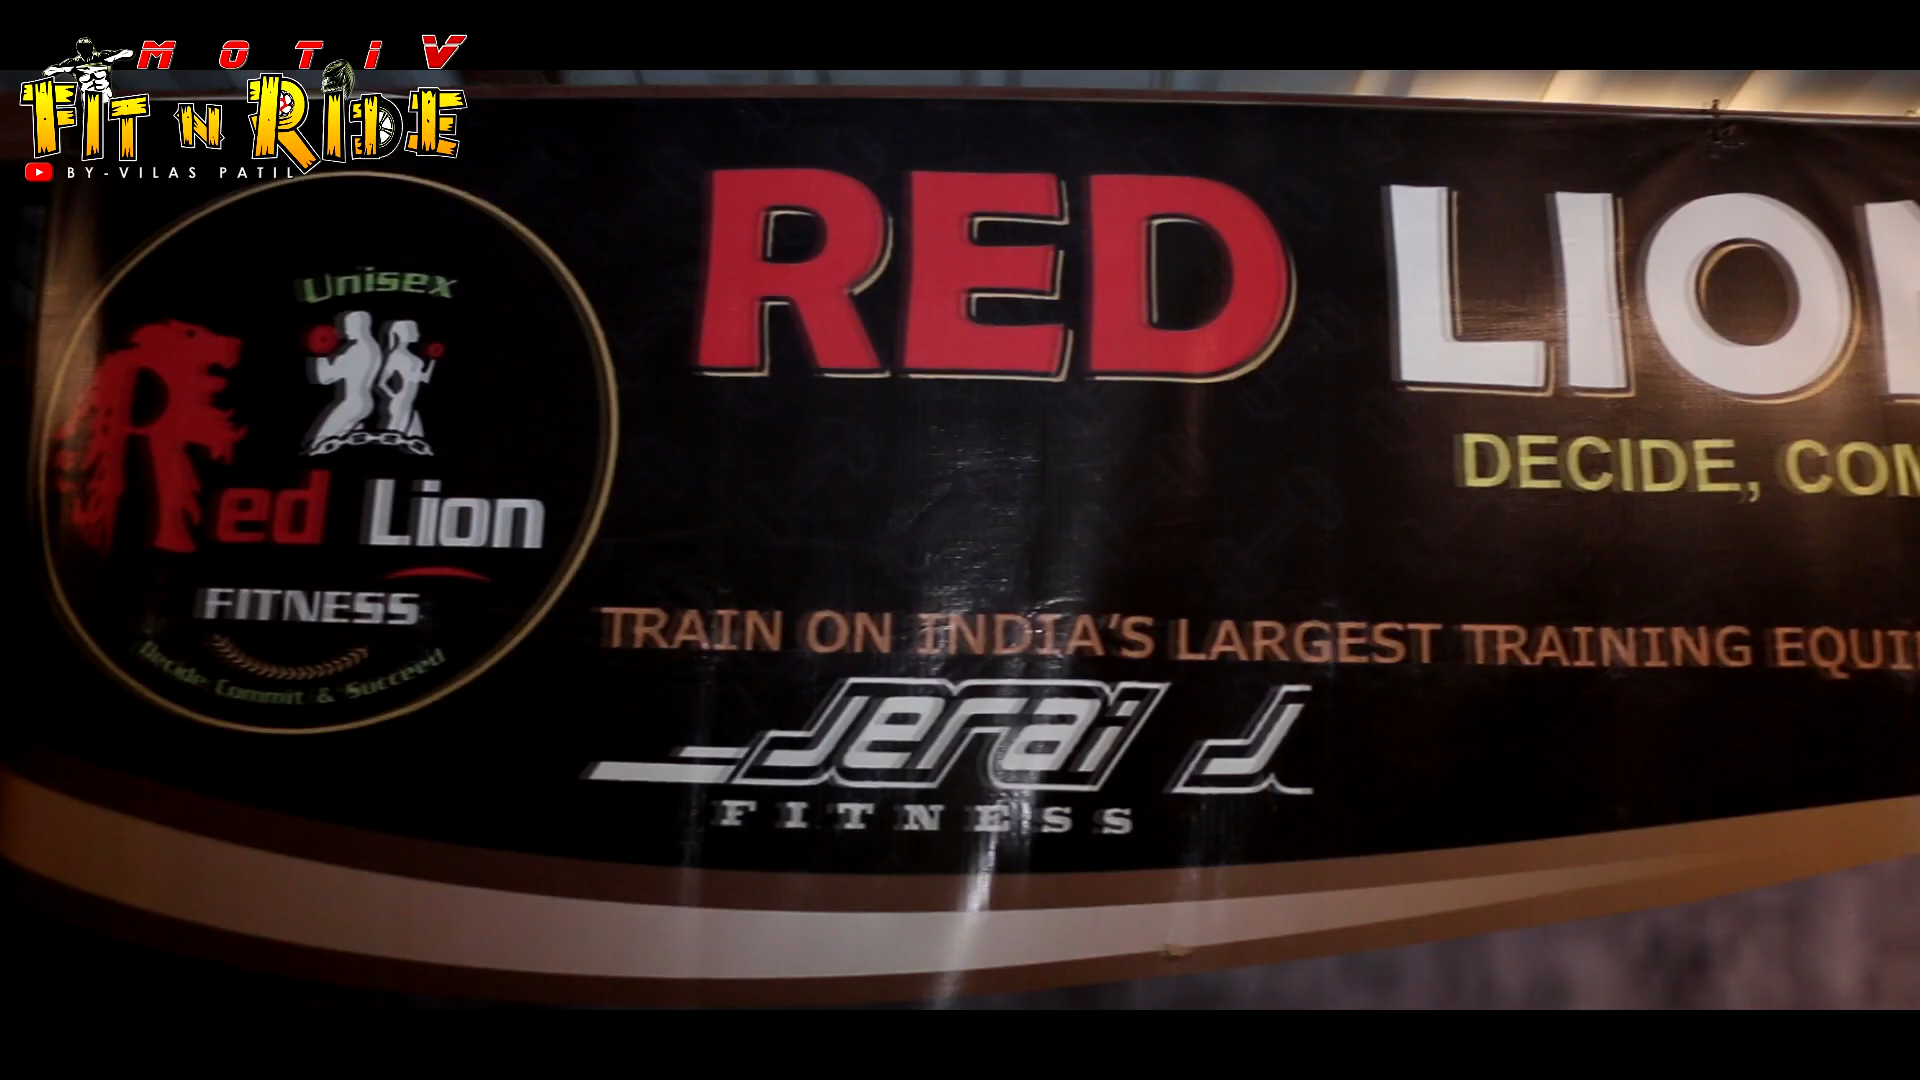 MOTIV
FIT N RIDE
BY-VILAS PATIL
Unisex
Red Lion
FITNESS
Decide, Commit & Succeed
RED LION
DECIDE, COM
TRAIN ON INDIA'S LARGEST TRAINING EQUI
Jerai
FITNESS